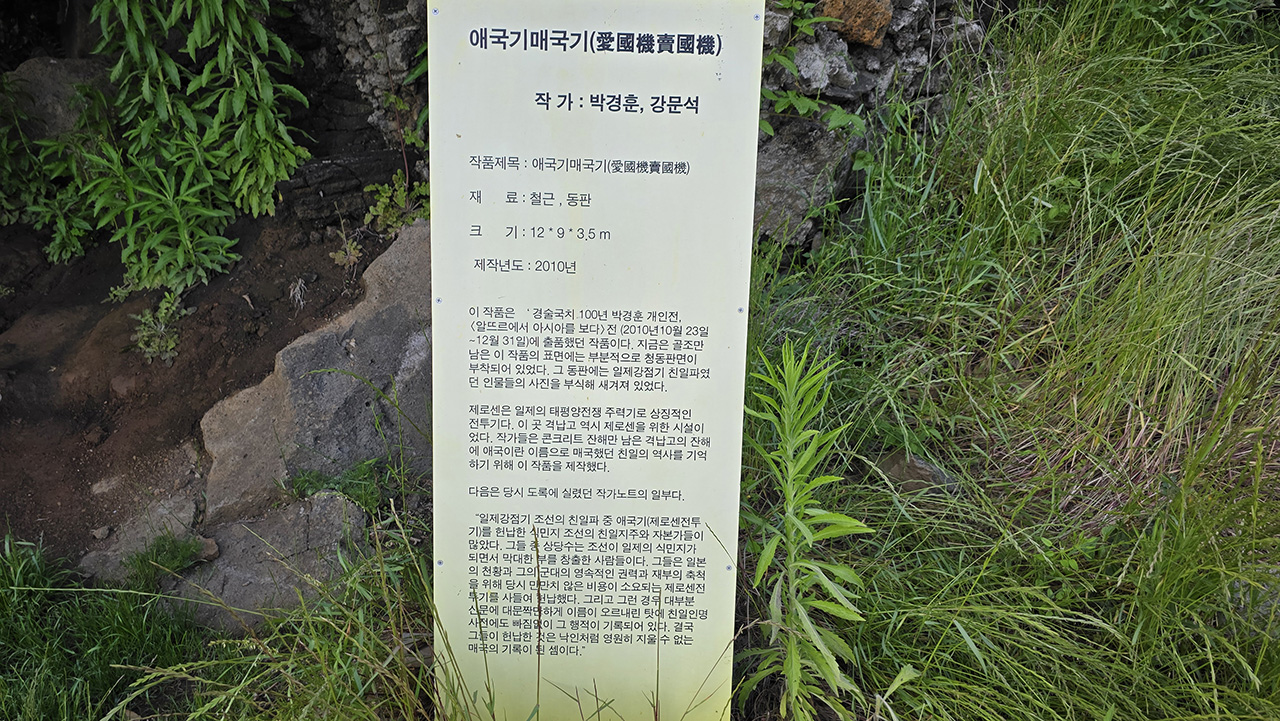 애국기매국기(愛國機賣國機)
작 가 : 박경훈, 강문석
작품제목 : 애국기매국기(愛國機賣國機)
재 료 : 철근 , 동판
크 기 : 12 * 9 * 3.5 m
제작년도 : 2010년
이 작품은 ‘ 경술국치 100년 박경훈 개인전,
〈알뜨르에서 아시아를 보다〉전 (2010년10월 23일
~12월 31일)에 출품했던 작품이다. 지금은 골조만
남은 이 작품의 표면에는 부분적으로 청동판면이
부착되어 있었다. 그 동판에는 일제강점기 친일파였
던 인물들의 사진을 부식해 새겨져 있었다.
제로센은 일제의 태평양전쟁 주력기로 상징적인
전투기다. 이 곳 격납고 역시 제로센을 위한 시설이
었다. 작가들은 콘크리트 잔해만 남은 격납고의 잔해
에 애국이란 이름으로 매국했던 친일의 역사를 기억
하기 위해 이 작품을 제작했다.
다음은 당시 도록에 실렸던 작가노트의 일부다.
“일제강점기 조선의 친일파 중 애국기(제로센전투
기)를 헌납한 식민지 조선의 친일지주와 자본가들이
많았다. 그들 중 상당수는 조선이 일제의 식민지가
되면서 막대한 부를 창출한 사람들이다. 그들은 일본
의 천황과 그의 군대의 영속적인 권력과 재부의 축척
을 위해 당시 만만치 않은 비용이 소요되는 제로센전
투기를 사들여 헌납했다. 그리고 그런 경우 대부분
신문에 대문짝만하게 이름이 오르내린 탓에 친일인명
사전에도 빠짐없이 그 행적이 기록되어 있다. 결국
그들이 헌납한 것은 낙인처럼 영원히 지울 수 없는
매국의 기록이 된 셈이다.”